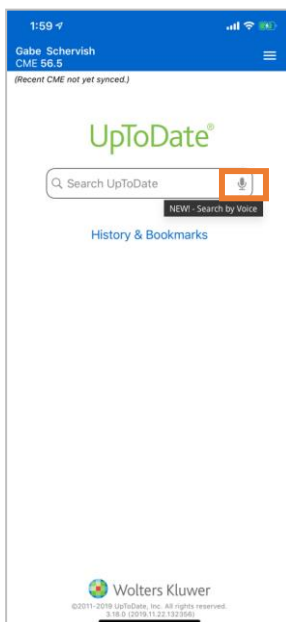 1:59
Gabe Schervish
CME 56.5
(Recent CME not yet synced.)
UpToDate®
Search UpToDate
NEW! - Search by Voice
History & Bookmarks
Wolters Kluwer
©2011-2019 UpToDate, Inc. All rights reserved.
3.18.0 (2019.11.22.132356)